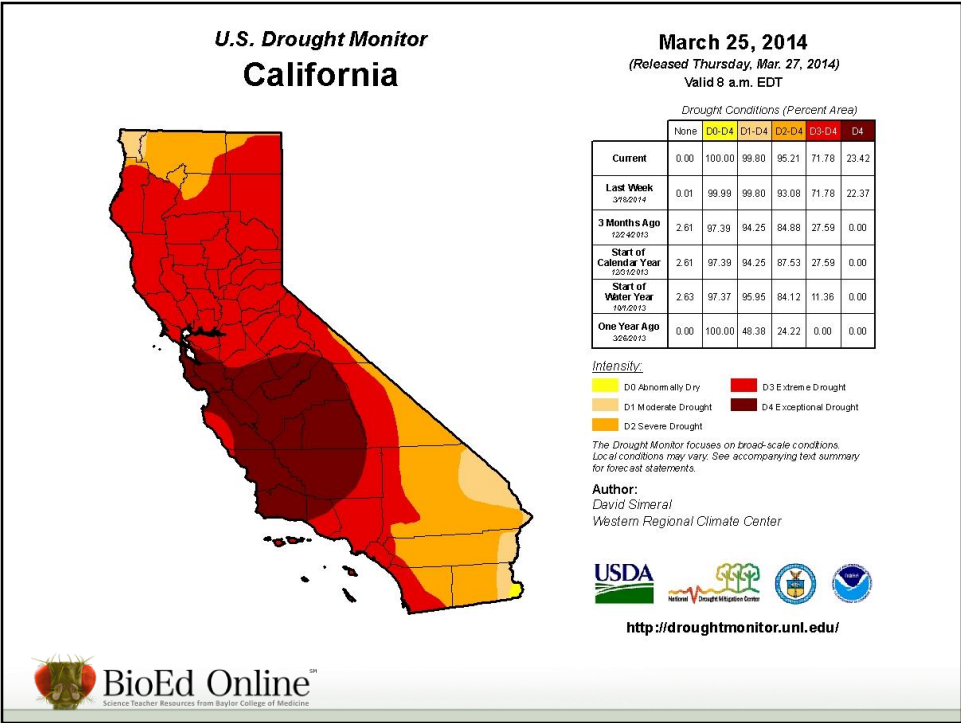 U.S. Drought Monitor
California
March 25, 2014
(Released Thursday, Mar. 27, 2014)
Valid 8 a.m. EDT
Drought Conditions (Percent Area)
None D0-D4 D1-D4 D2-D4 D3-D4 D4
Current 0.00 100.00 99.80 95.21 71.78 23.42
Last Week 0.01 99.99 99.80 93.08 71.78 22.37
3/18/2014
3 Months Ago 2.61 97.39 94.25 84.88 27.59 0.00
12/24/2013
Start of
Calendar Year 2.61 97.39 94.25 87.53 27.59 0.00
12/31/2013
Start of
Water Year 2.63 97.37 95.95 84.12 11.36 0.00
10/1/2013
One Year Ago 0.00 100.00 48.38 24.22 0.00 0.00
3/26/2013
Intensity:
D0 Abnormally Dry
D1 Moderate Drought
D2 Severe Drought
D3 Extreme Drought
D4 Exceptional Drought
The Drought Monitor focuses on broad-scale conditions.
Local conditions may vary. See accompanying text summary
for forecast statements.
Author:
David Simeral
Western Regional Climate Center
USDA
National Drought Mitigation Center
http://droughtmonitor.unl.edu/
BioEd Online℠
Science Teacher Resources from Baylor College of Medicine